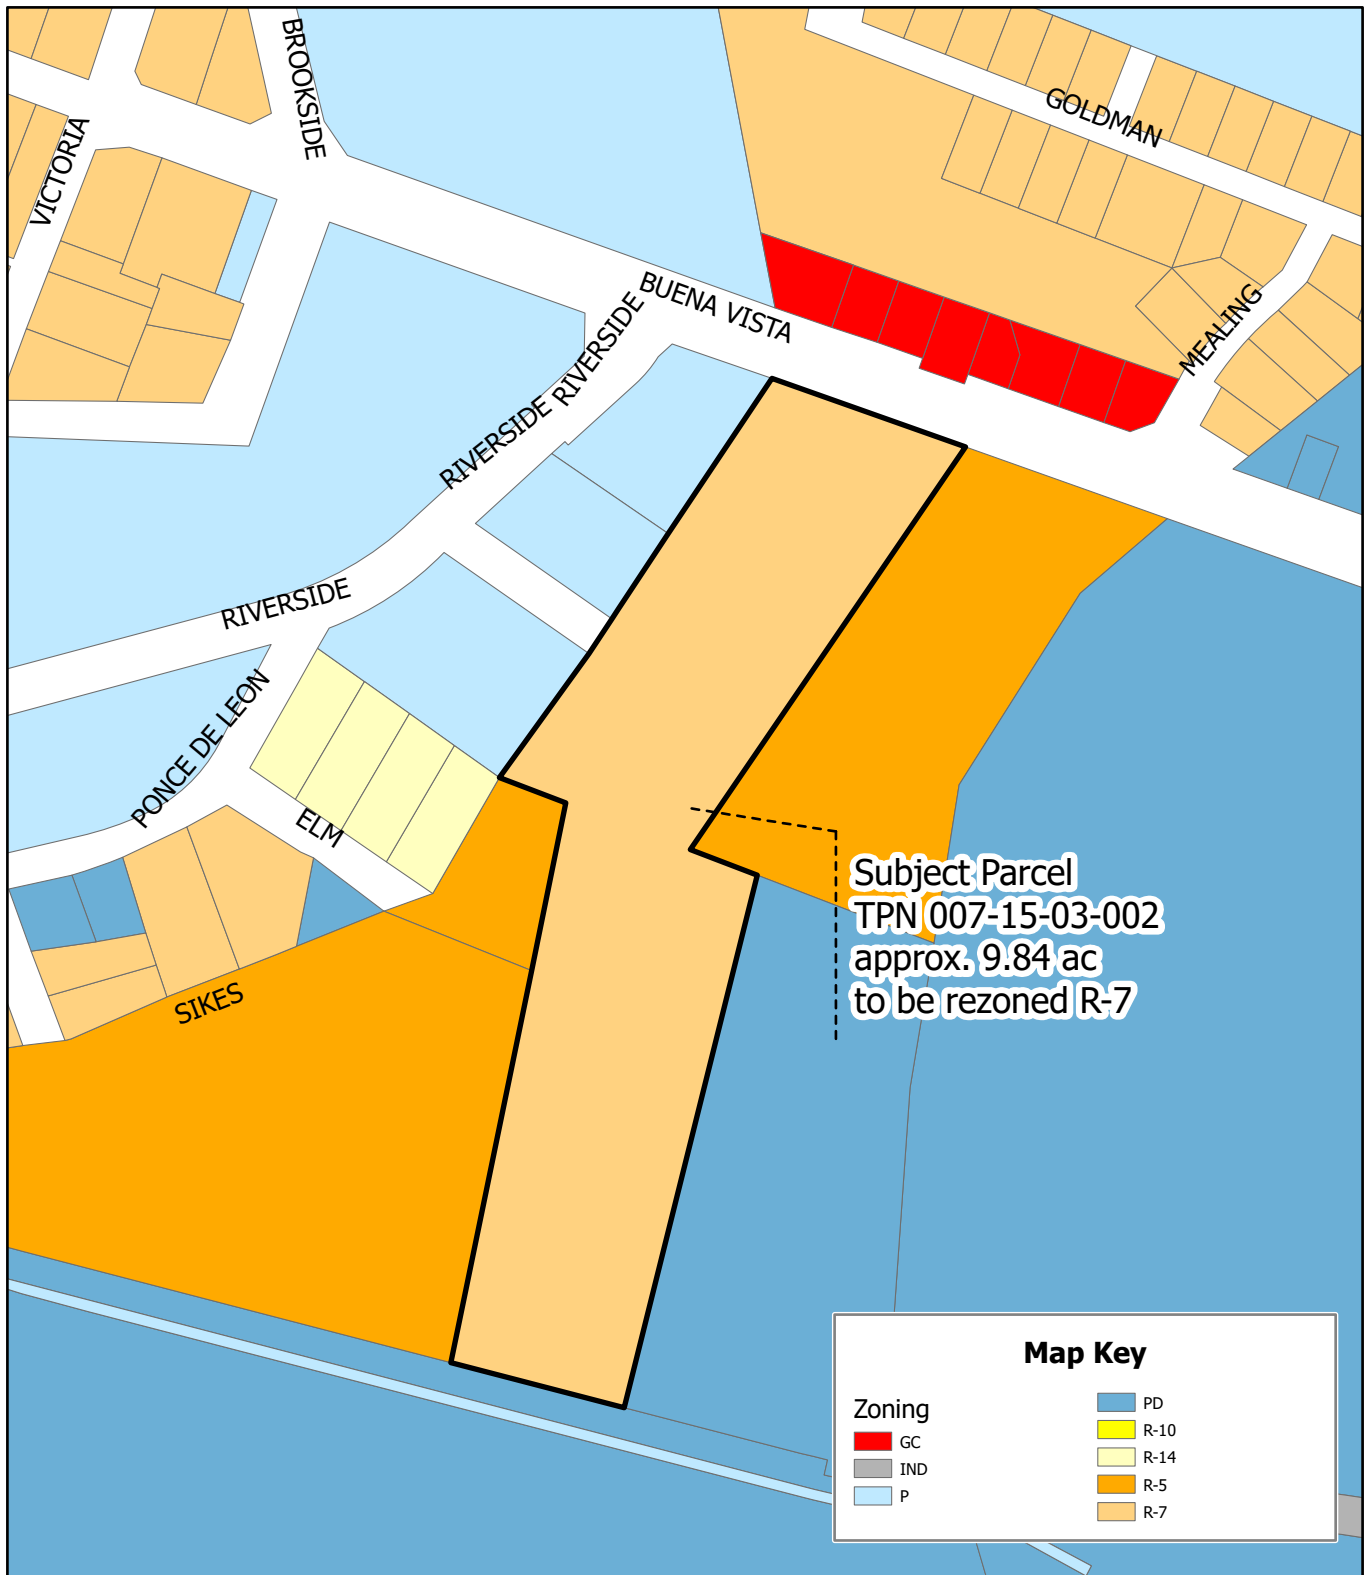 BROOKSIDE
GOLDMAN
VICTORIA
BUENA VISTA
RIVERSIDE
MEALING
RIVERSIDE
RIVERSIDE
PONCE DE LEON
ELM
Subject Parcel
TPN 007-15-03-002
approx. 9.84 ac
to be rezoned R-7
SIKES
Map Key
Zoning
GC
IND
P
PD
R-10
R-14
R-5
R-7